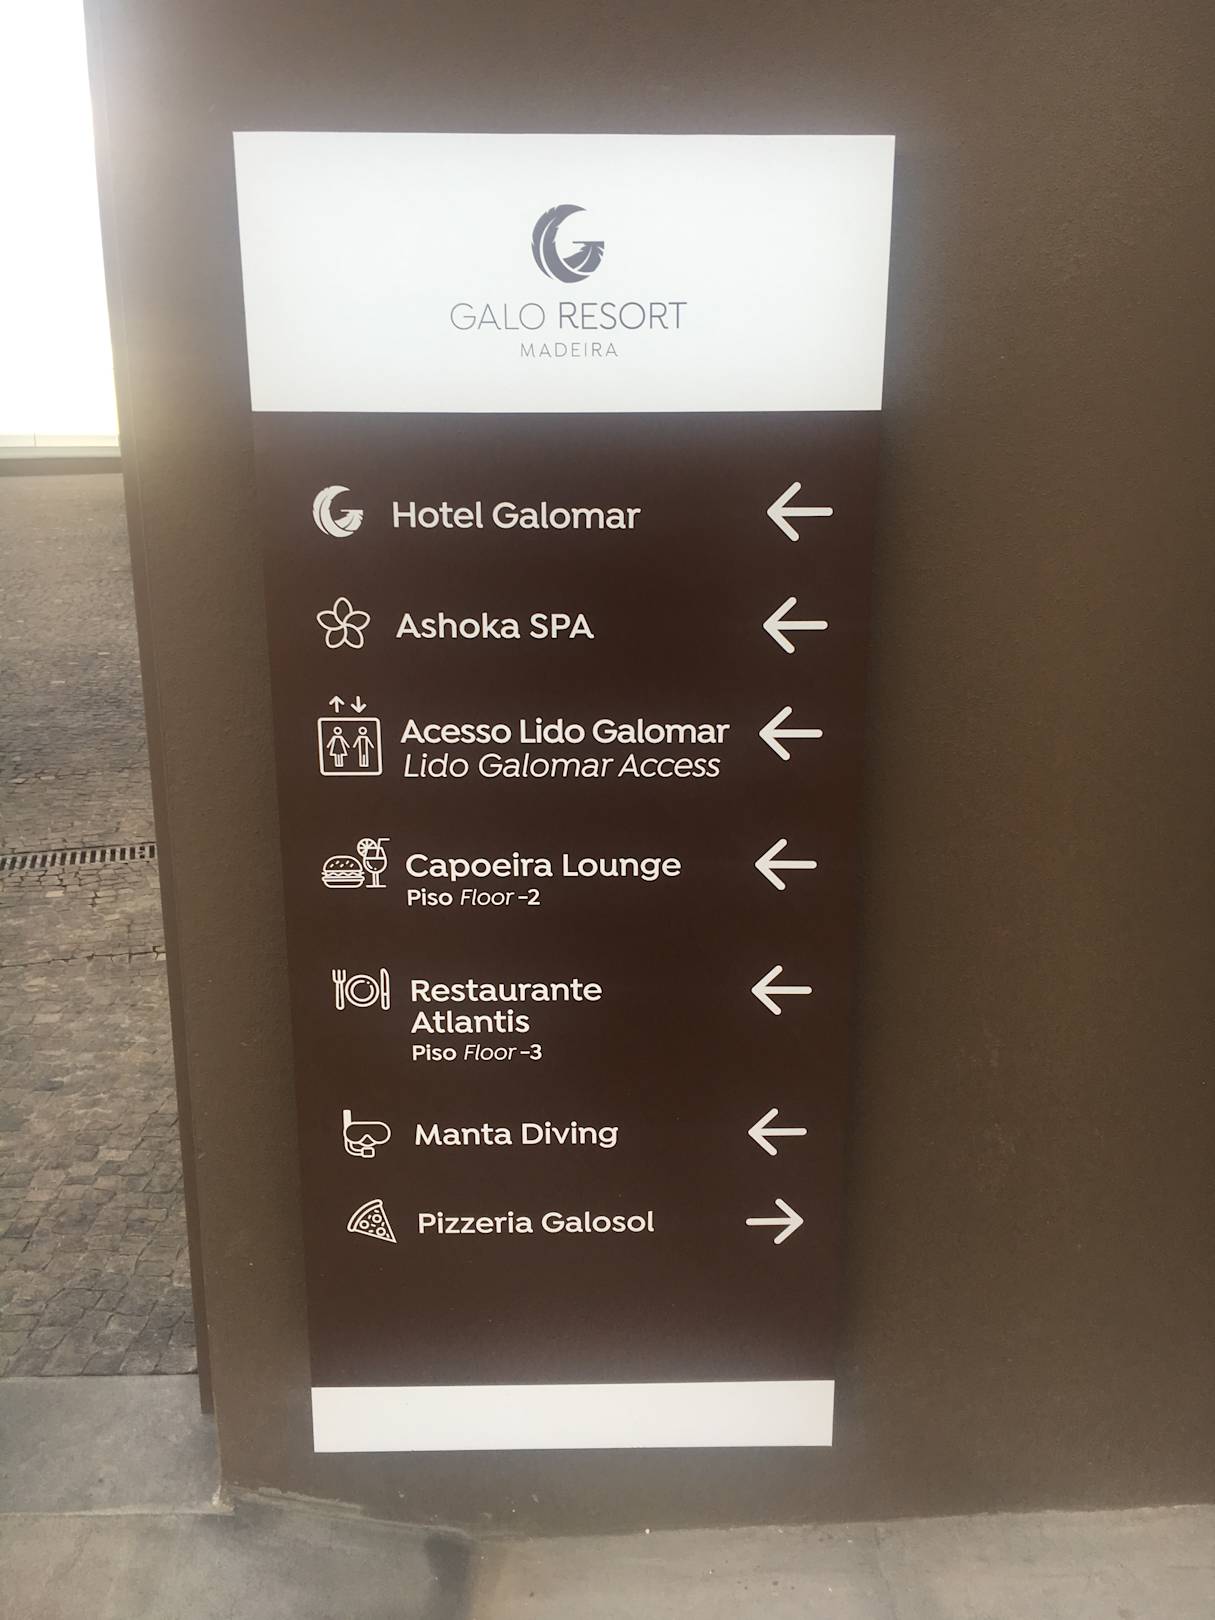 GALO RESORT
MADEIRA
Hotel Galomar
Ashoka SPA
Acesso Lido Galomar
Lido Galomar Access
Capoeira Lounge
Piso Floor -2
Restaurante
Atlantis
Piso Floor -3
Manta Diving
Pizzeria Galosol